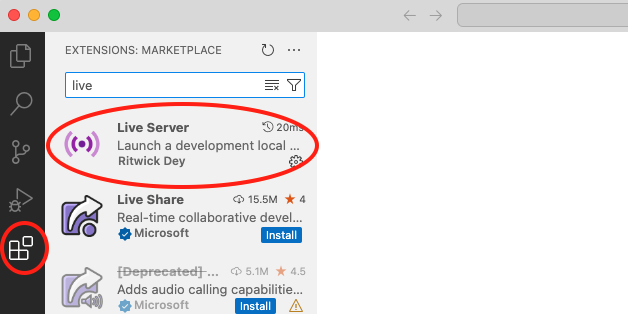 EXTENSIONS: MARKETPLACE
live
Live Server 20ms
Launch a development local ...
Ritwick Dey
Live Share 15.5M ★ 4
Real-time collaborative devel...
Microsoft Install
[Deprecated] ... 5.1M ★ 4.5
Adds audio calling capabilitie...
Microsoft Install